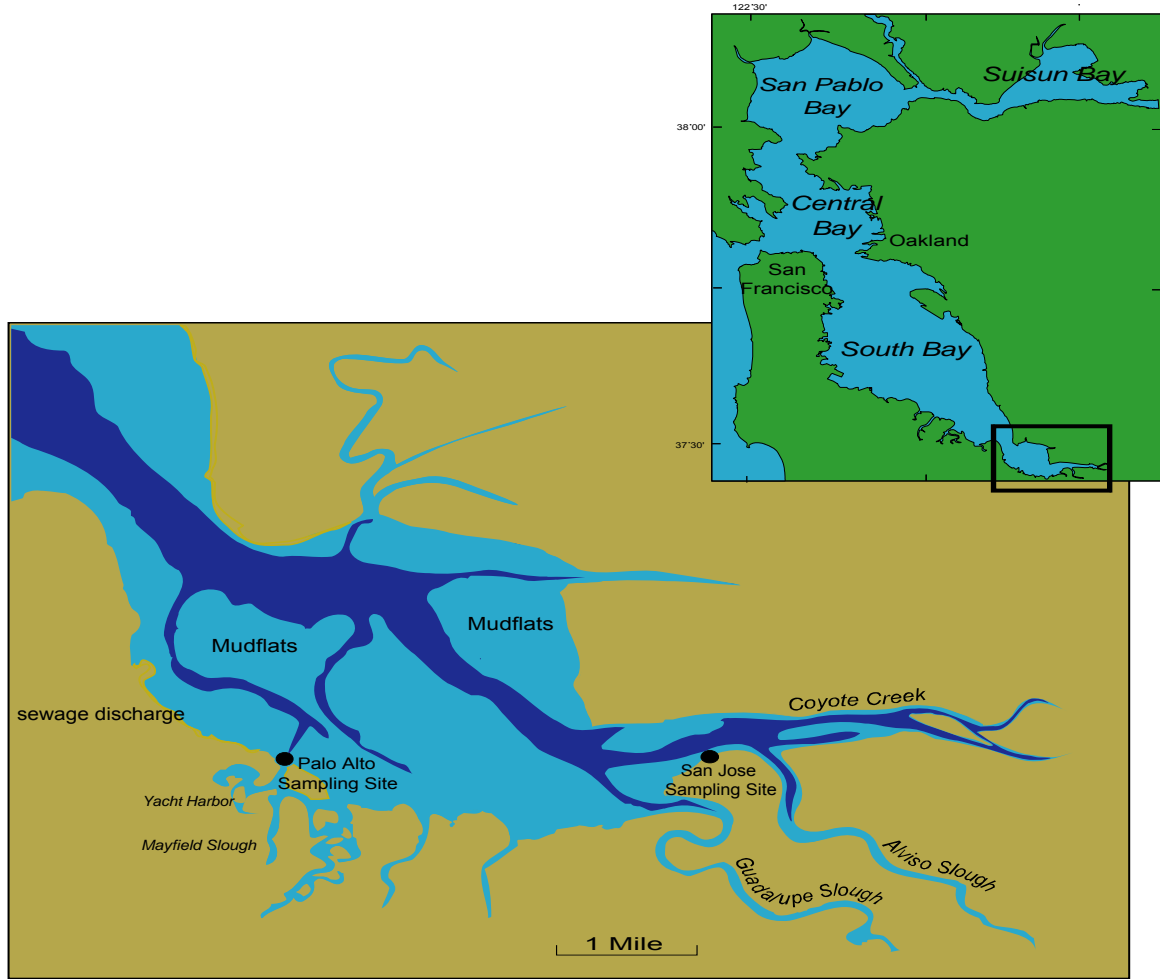 122˚30'
Suisun Bay
San Pablo
Bay
38˚00'
Central
Bay
Oakland
San
Francisco
South Bay
37˚30'
Mudflats
Mudflats
sewage discharge
Coyote Creek
Palo Alto
Sampling Site
San Jose
Sampling Site
Yacht Harbor
Mayfield Slough
Guadalupe Slough
Alviso Slough
1 Mile